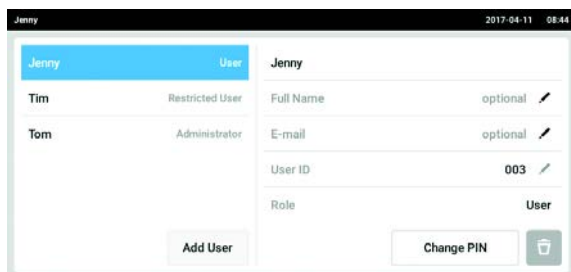 Jenny 2017-04-11 08:44
Jenny User
Tim Restricted User
Tom Administrator
Add User
Jenny
Full Name optional
E-mail optional
User ID 003
Role User
Change PIN